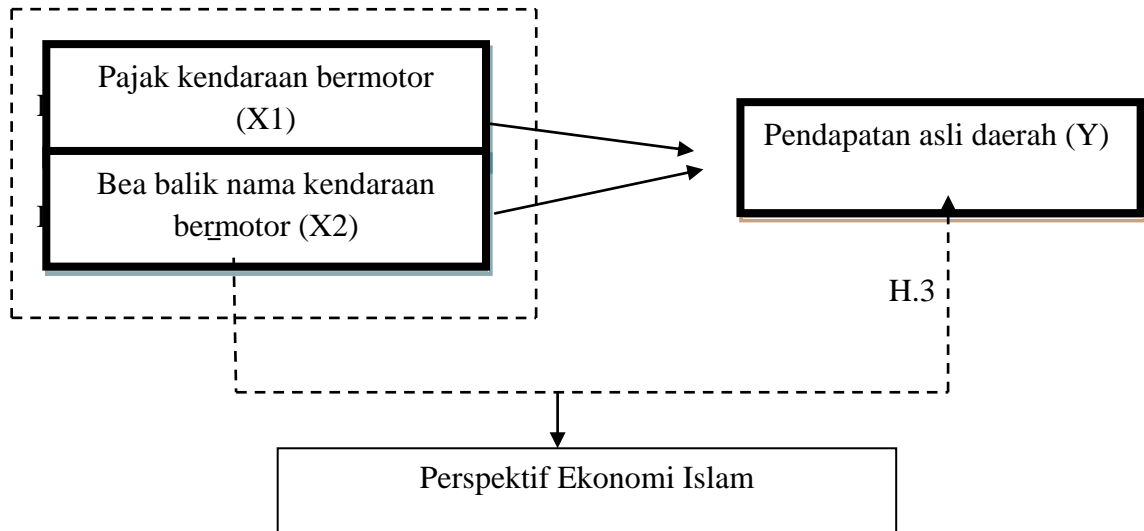 Pajak kendaraan bermotor
(X1)
Bea balik nama kendaraan
bermotor (X2)
Pendapatan asli daerah (Y)
H.3
Perspektif Ekonomi Islam